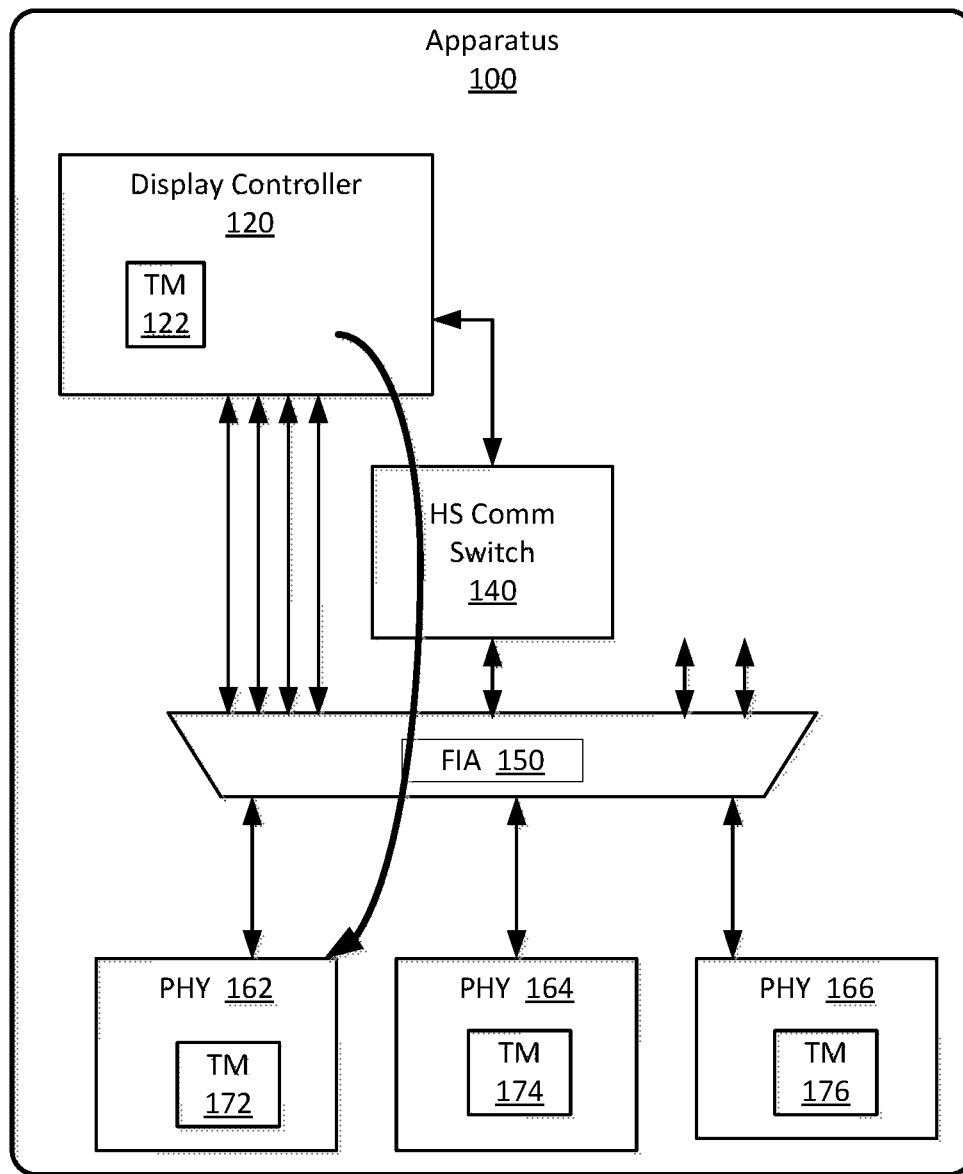 Apparatus
100
Display Controller
120
TM
122
HS Comm
Switch
140
FIA 150
PHY 162
PHY 164
PHY 166
TM
172
TM
174
TM
176